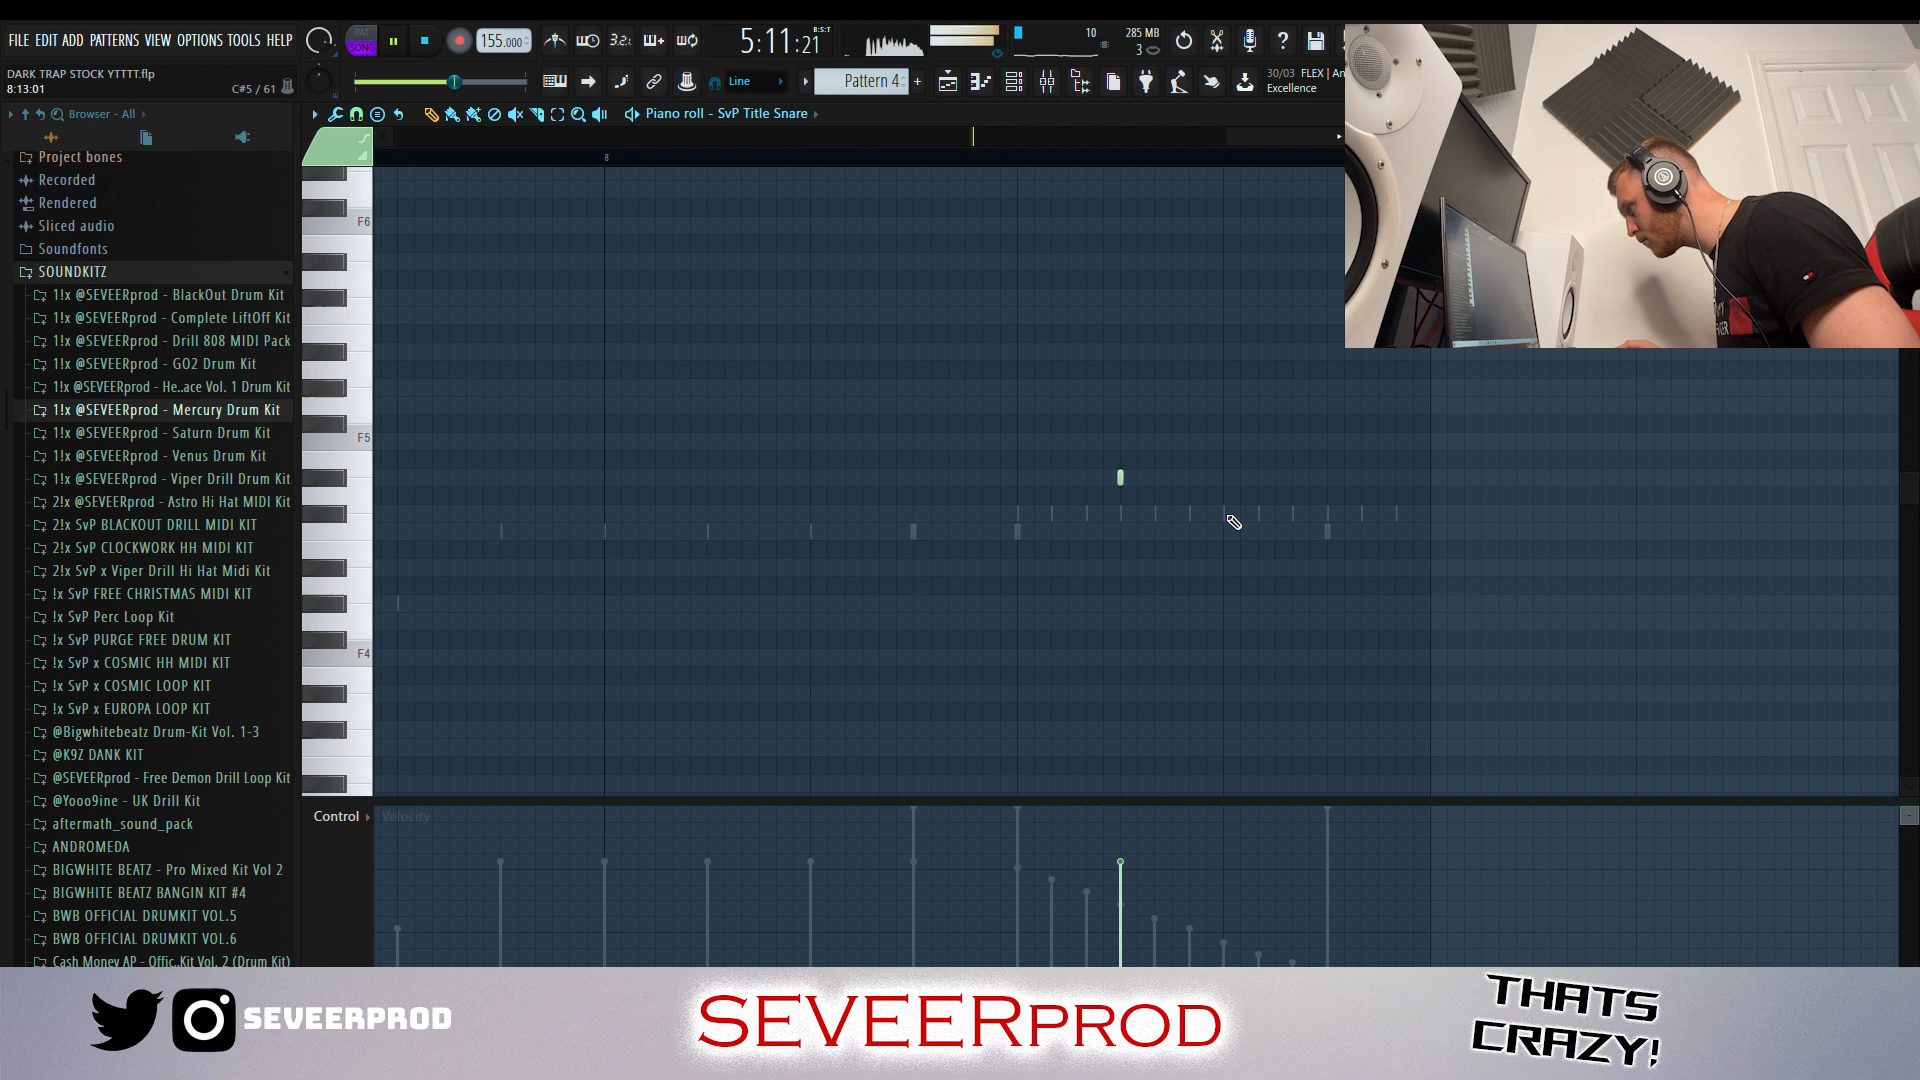 FILE EDIT ADD PATTERNS VIEW OPTIONS TOOLS HELP
PAT
SONG
155.000
3.2.
5:11:21
B:S:T
10
285 MB
3
DARK TRAP STOCK YTTTT.flp
8:13:01
C#5 / 61
Line
Pattern 4
30/03 FLEX | An
Excellence
Browser - All
Piano roll - SvP Title Snare
Project bones
Recorded
Rendered
Sliced audio
Soundfonts
SOUNDKITZ
1!x @SEVEERprod - BlackOut Drum Kit
1!x @SEVEERprod - Complete LiftOff Kit
1!x @SEVEERprod - Drill 808 MIDI Pack
1!x @SEVEERprod - GO2 Drum Kit
1!x @SEVEERprod - He..ace Vol. 1 Drum Kit
1!x @SEVEERprod - Mercury Drum Kit
1!x @SEVEERprod - Saturn Drum Kit
1!x @SEVEERprod - Venus Drum Kit
1!x @SEVEERprod - Viper Drill Drum Kit
2!x @SEVEERprod - Astro Hi Hat MIDI Kit
2!x SvP BLACKOUT DRILL MIDI KIT
2!x SvP CLOCKWORK HH MIDI KIT
2!x SvP x Viper Drill Hi Hat Midi Kit
!x SvP FREE CHRISTMAS MIDI KIT
!x SvP Perc Loop Kit
!x SvP PURGE FREE DRUM KIT
!x SvP x COSMIC HH MIDI KIT
!x SvP x COSMIC LOOP KIT
!x SvP x EUROPA LOOP KIT
@Bigwhitebeatz Drum-Kit Vol. 1-3
@K9Z DANK KIT
@SEVEERprod - Free Demon Drill Loop Kit
@Yooo9ine - UK Drill Kit
aftermath_sound_pack
ANDROMEDA
BIGWHITE BEATZ - Pro Mixed Kit Vol 2
BIGWHITE BEATZ BANGIN KIT #4
BWB OFFICIAL DRUMKIT VOL.5
BWB OFFICIAL DRUMKIT VOL.6
Cash Money AP - Offic..Kit Vol. 2 (Drum Kit)
8
F6
F5
F4
Control
Velocity
SEVEERPROD
SEVEERPROD
THATS
CRAZY!